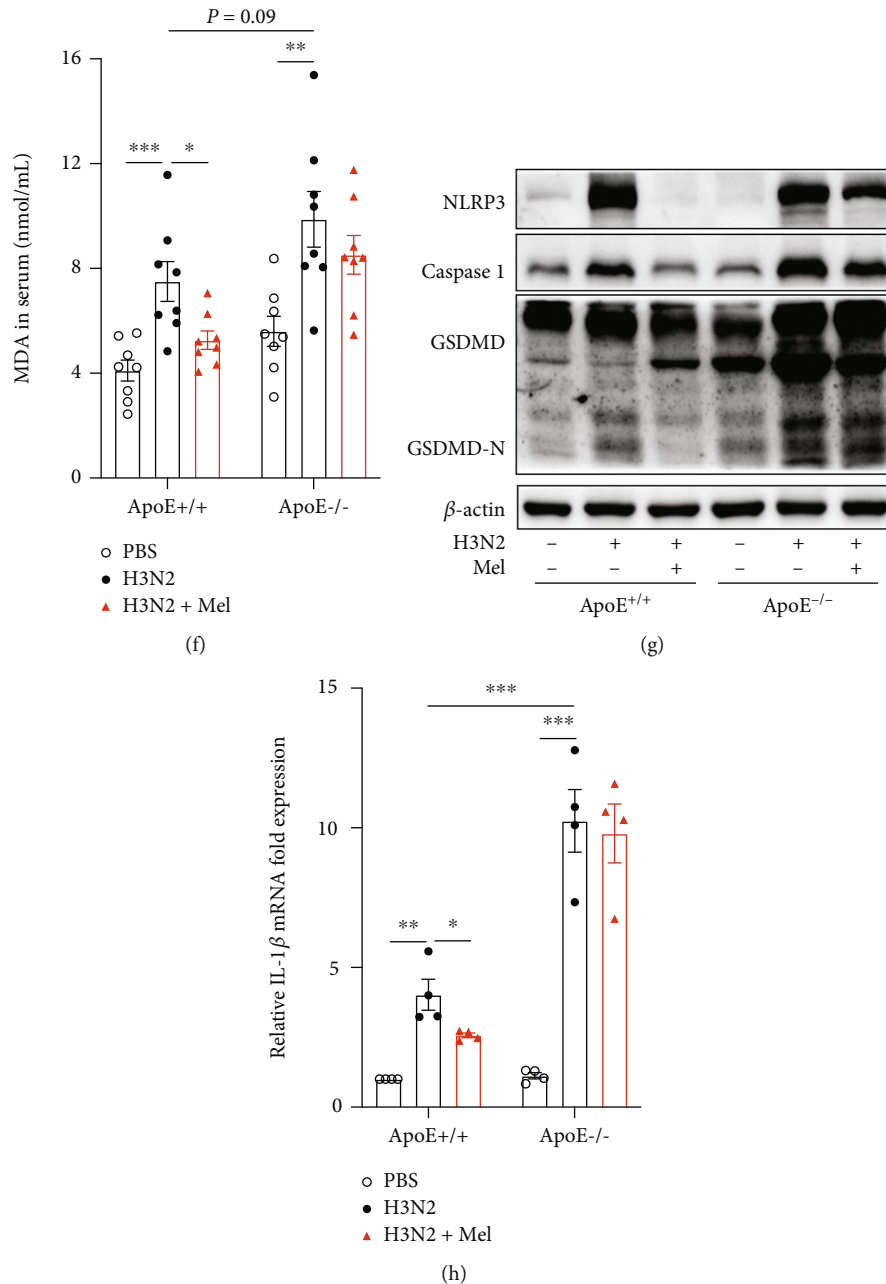 P = 0.09
**
***
*
16
12
8
4
0
MDA in serum (nmol/mL)
ApoE+/+
ApoE-/-
PBS
H3N2
H3N2 + Mel
(f)
NLRP3
Caspase 1
GSDMD
GSDMD-N
β-actin
H3N2 – + + – + +
Mel – – + – – +
ApoE+/+
ApoE−/−
(g)
***
***
**
*
15
10
5
0
Relative IL-1β mRNA fold expression
ApoE+/+
ApoE-/-
PBS
H3N2
H3N2 + Mel
(h)